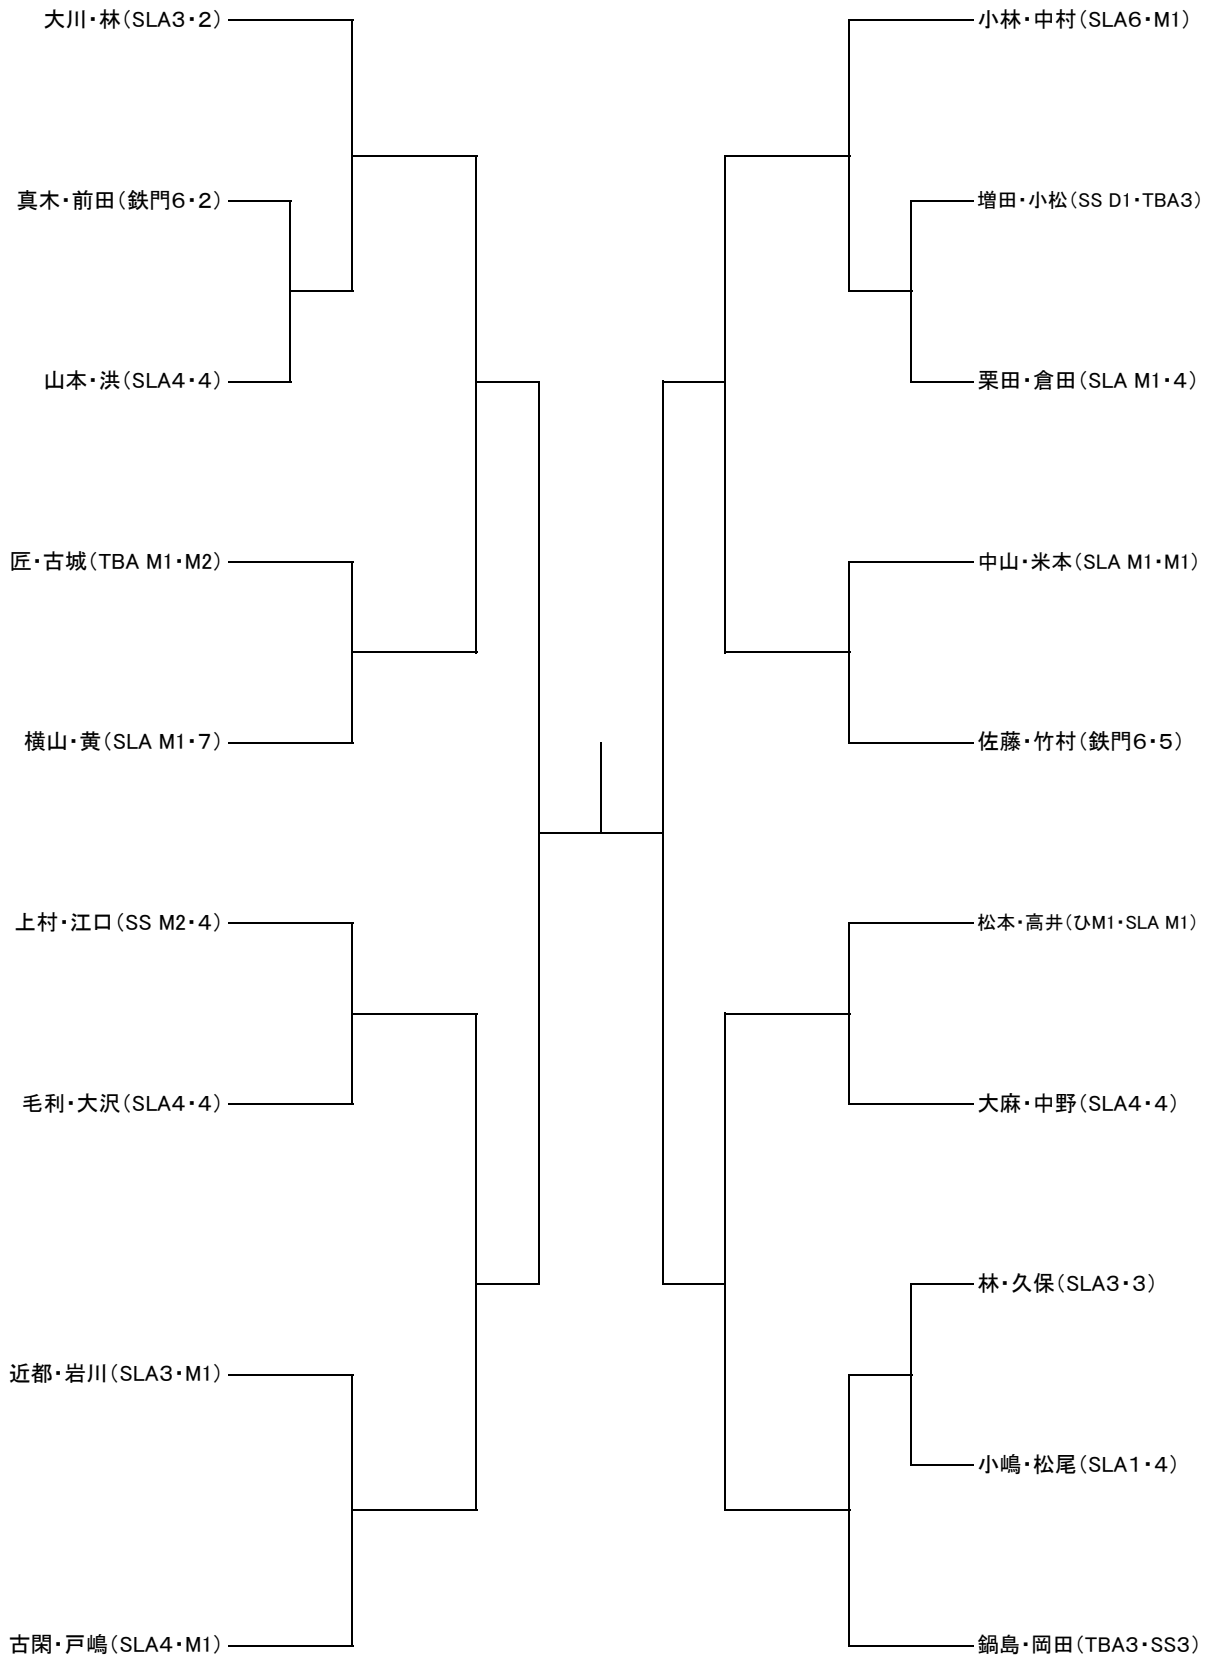 大川・林(SLA3・2)
真木・前田(鉄門6・2)
山本・洪(SLA4・4)
匠・古城(TBA M1・M2)
横山・黄(SLA M1・7)
上村・江口(SS M2・4)
毛利・大沢(SLA4・4)
近都・岩川(SLA3・M1)
古閑・戸嶋(SLA4・M1)
小林・中村(SLA6・M1)
増田・小松(SS D1・TBA3)
栗田・倉田(SLA M1・4)
中山・米本(SLA M1・M1)
佐藤・竹村(鉄門6・5)
松本・高井(ひM1・SLA M1)
大麻・中野(SLA4・4)
林・久保(SLA3・3)
小嶋・松尾(SLA1・4)
鍋島・岡田(TBA3・SS3)